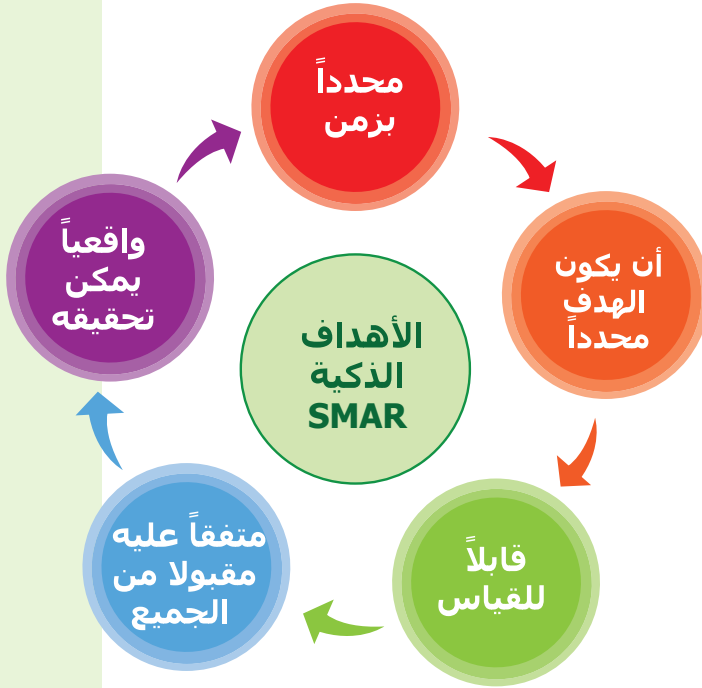 محدداً
بزمن
أن يكون
الهدف
محدداً
قابلاً
للقياس
متفقاً عليه
مقبولا من
الجميع
واقعياً
يمكن
تحقيقه
الأهداف
الذكية
SMAR